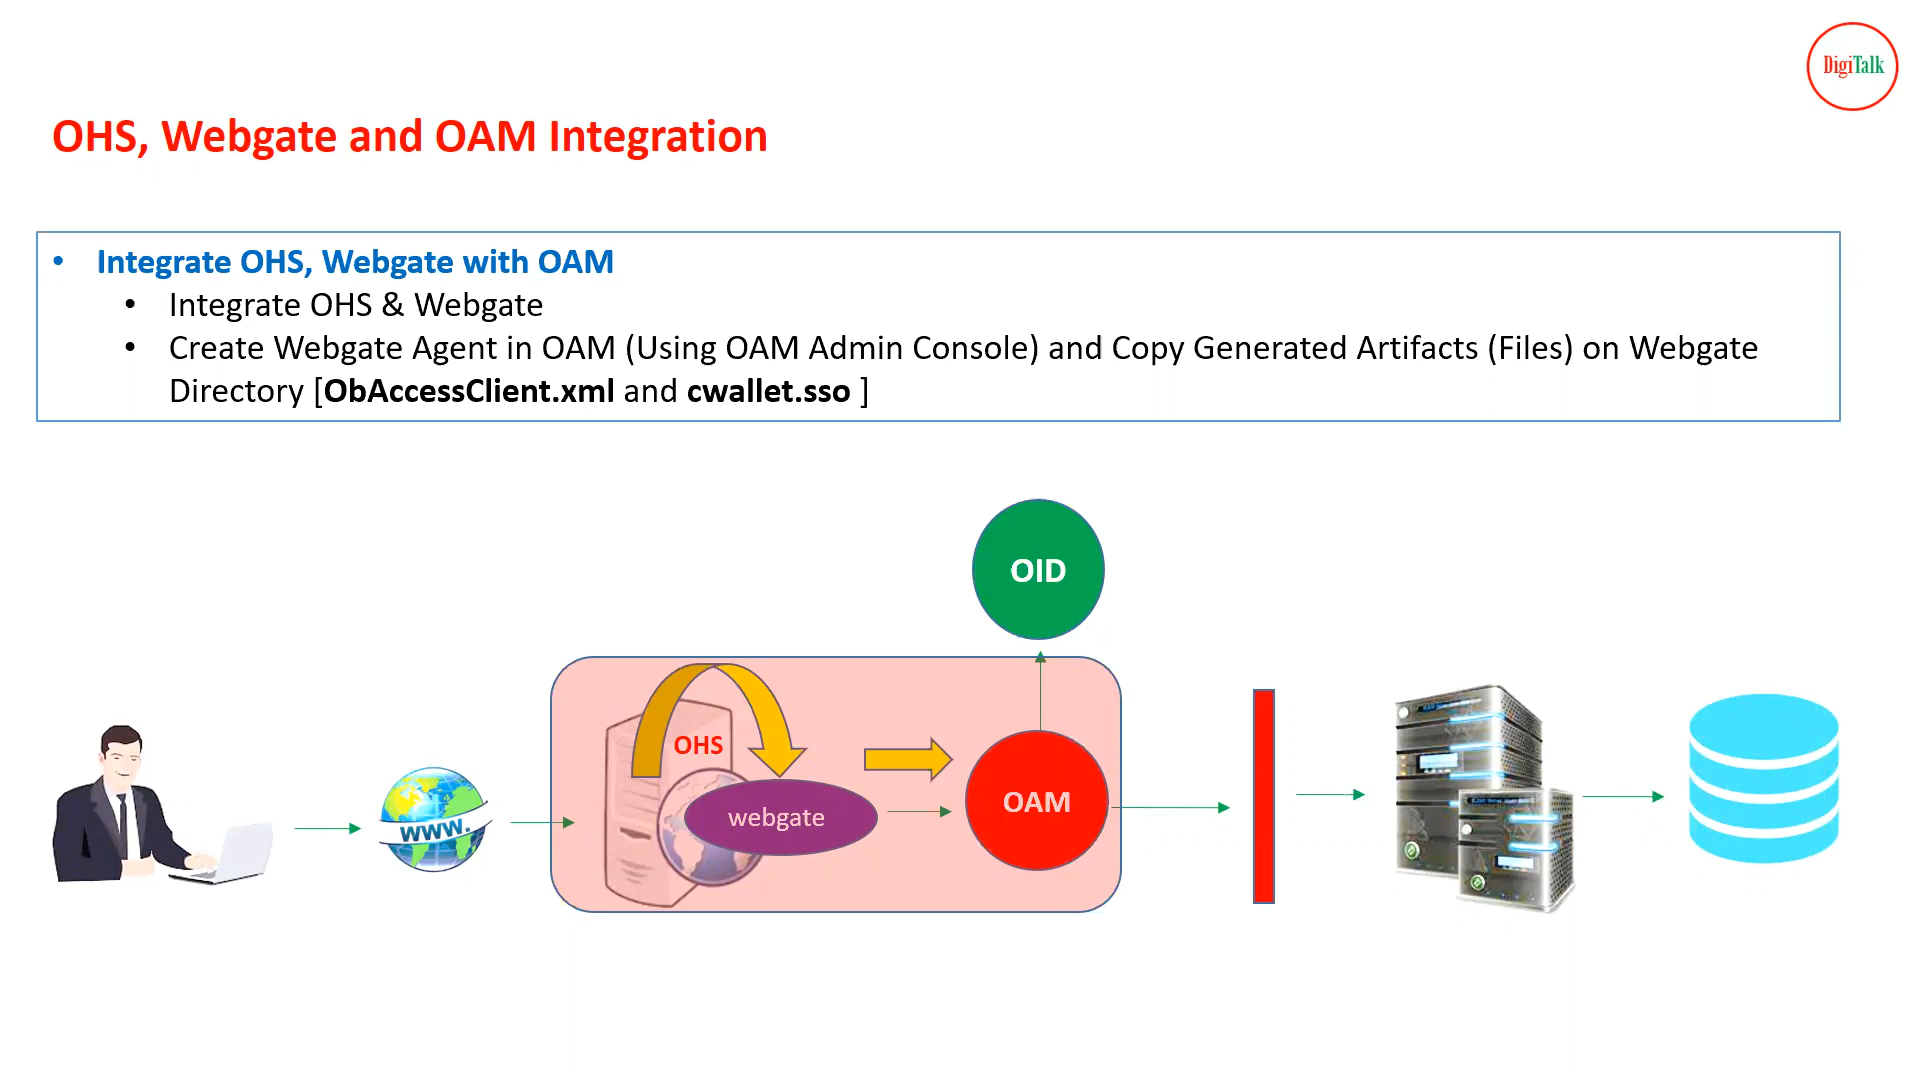 DigiTalk
OHS, Webgate and OAM Integration
• Integrate OHS, Webgate with OAM
• Integrate OHS & Webgate
• Create Webgate Agent in OAM (Using OAM Admin Console) and Copy Generated Artifacts (Files) on Webgate
Directory [ObAccessClient.xml and cwallet.sso ]
OID
OHS
webgate
OAM
WWW.